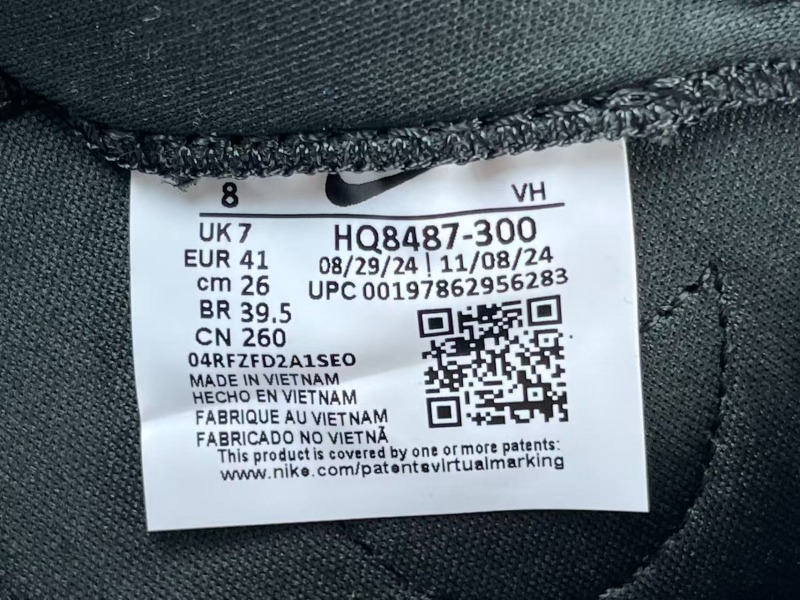 8 VH
UK 7 HQ8487-300
EUR 41 08/29/24 | 11/08/24
cm 26 UPC 00197862956283
BR 39.5
CN 260
04RFZFD2A1SEO
MADE IN VIETNAM
HECHO EN VIETNAM
FABRIQUE AU VIETNAM
FABRICADO NO VIETNÃ
This product is covered by one or more patents:
www.nike.com/patentsvirtualmarking